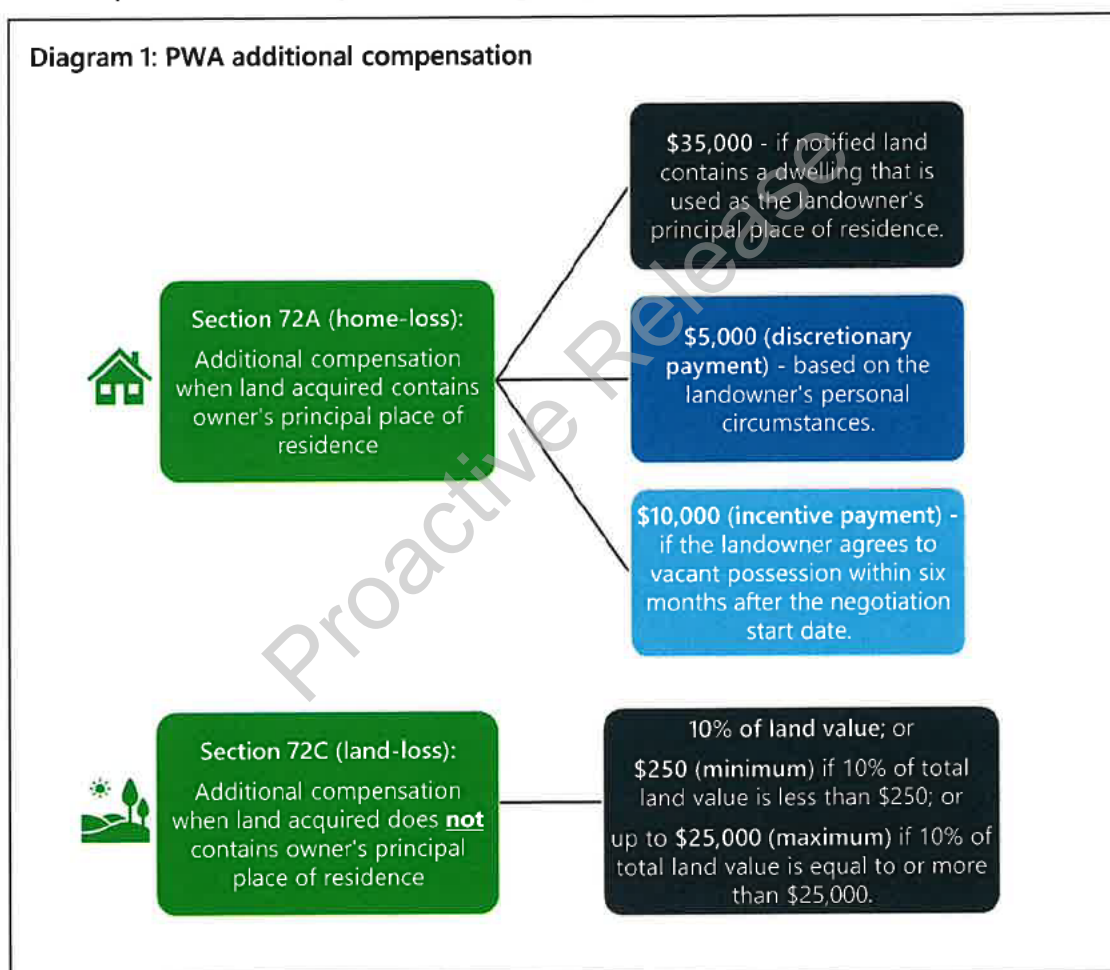 Diagram 1: PWA additional compensation
$35,000 - if notified land
contains a dwelling that is
used as the landowner's
principal place of residence.
Section 72A (home-loss):
Additional compensation
when land acquired contains
owner's principal place of
residence
$5,000 (discretionary
payment) - based on the
landowner's personal
circumstances.
$10,000 (incentive payment) -
if the landowner agrees to
vacant possession within six
months after the negotiation
start date.
Section 72C (land-loss):
Additional compensation
when land acquired does not
contains owner's principal
place of residence
10% of land value; or
$250 (minimum) if 10% of total
land value is less than $250; or
up to $25,000 (maximum) if 10% of
total land value is equal to or more
than $25,000.
Proactive Release